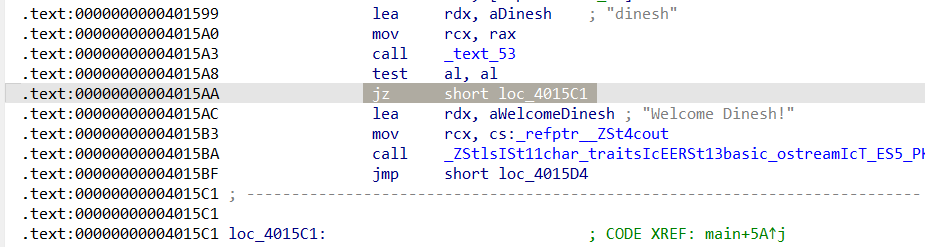 .text:0000000000401599 lea rdx, aDinesh ; "dinesh"
.text:00000000004015A0 mov rcx, rax
.text:00000000004015A3 call _text_53
.text:00000000004015A8 test al, al
.text:00000000004015AA jz short loc_4015C1
.text:00000000004015AC lea rdx, aWelcomeDinesh ; "Welcome Dinesh!"
.text:00000000004015B3 mov rcx, cs:_refptr__ZSt4cout
.text:00000000004015BA call _ZStlsISt11char_traitsIcEERSt13basic_ostreamIcT_ES5_PK
.text:00000000004015BF jmp short loc_4015D4
.text:00000000004015C1 ; ---------------------------------------------------------------------------
.text:00000000004015C1
.text:00000000004015C1 loc_4015C1: ; CODE XREF: main+5A↑j